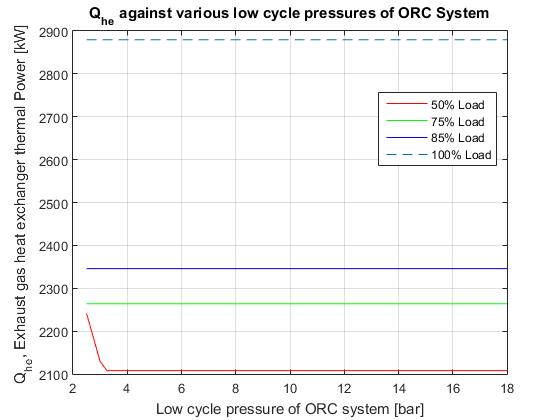 Q_he against various low cycle pressures of ORC System
Q_he, Exhaust gas heat exchanger thermal Power [kW]
2900
2800
2700
2600
2500
2400
2300
2200
2100
50% Load
75% Load
85% Load
100% Load
2 4 6 8 10 12 14 16 18
Low cycle pressure of ORC system [bar]